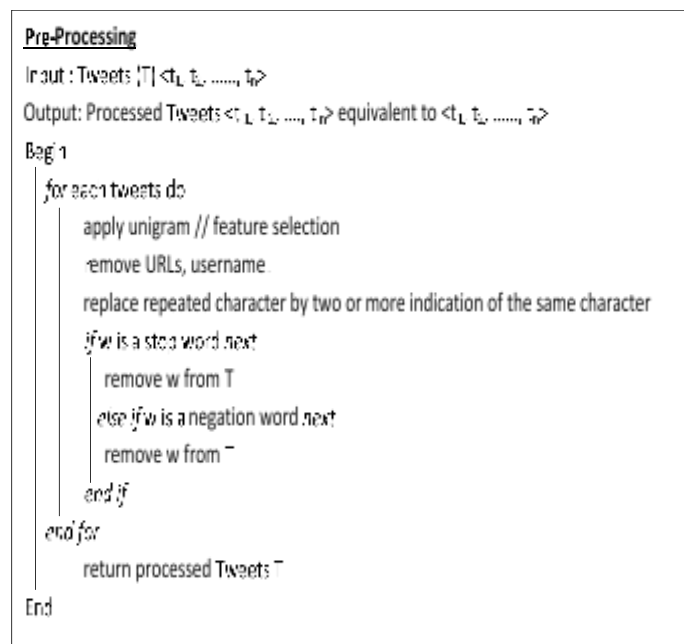 Pre-Processing
Input : Tweets (T) <t₁, t₂, ......, tₙ>
Output: Processed Tweets <t₁, t₂, ...., tₙ> equivalent to <t₁, t₂, ......, tₙ>
Begin
for each tweets do
apply unigram // feature selection
remove URLs, username
replace repeated character by two or more indication of the same character
if w is a stop word next
remove w from T
else if w is a negation word next
remove w from T
end if
end for
return processed Tweets T
End